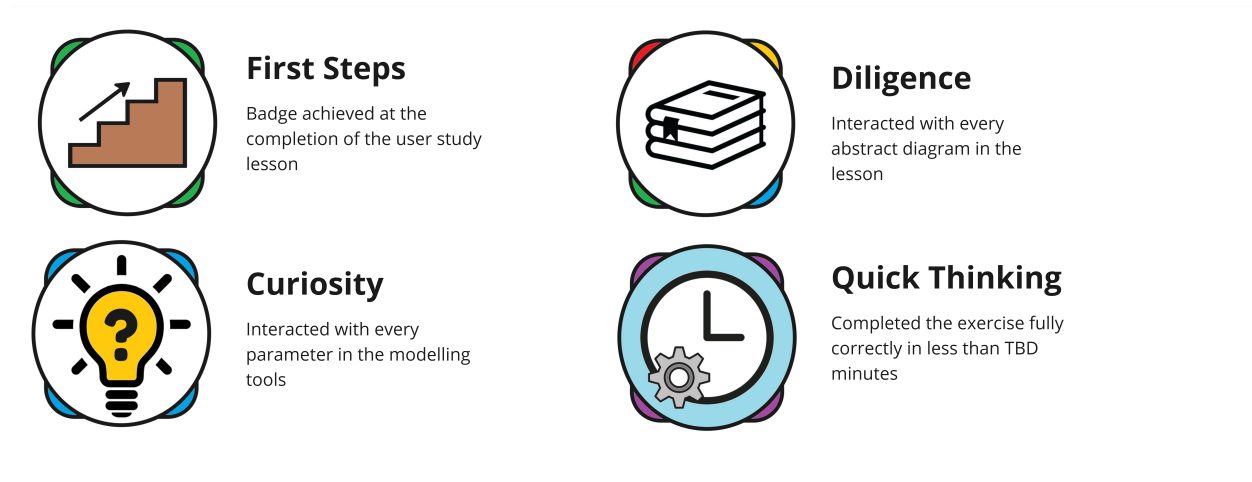 First Steps
Badge achieved at the
completion of the user study
lesson
Diligence
Interacted with every
abstract diagram in the
lesson
?
Curiosity
Interacted with every
parameter in the modelling
tools
Quick Thinking
Completed the exercise fully
correctly in less than TBD
minutes